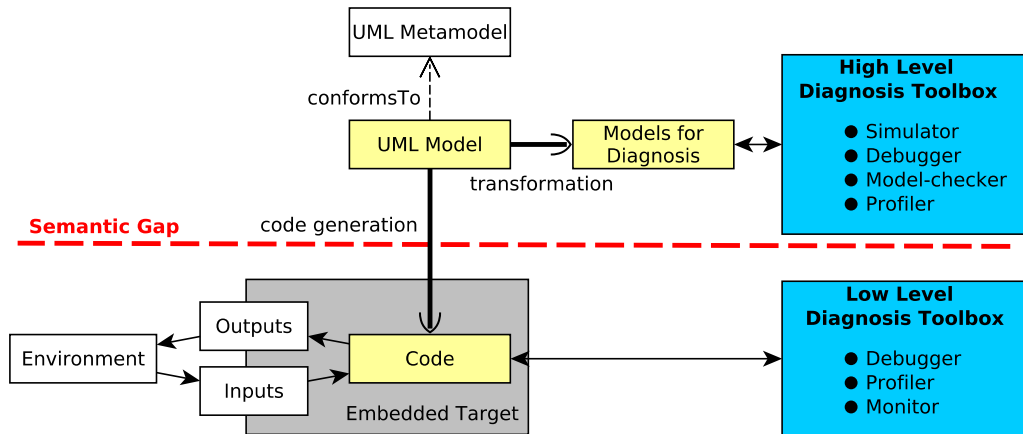 UML Metamodel
conformsTo
UML Model
Models for
Diagnosis
transformation
code generation
High Level
Diagnosis Toolbox
● Simulator
● Debugger
● Model-checker
● Profiler
Semantic Gap
Environment
Outputs
Inputs
Code
Embedded Target
Low Level
Diagnosis Toolbox
● Debugger
● Profiler
● Monitor